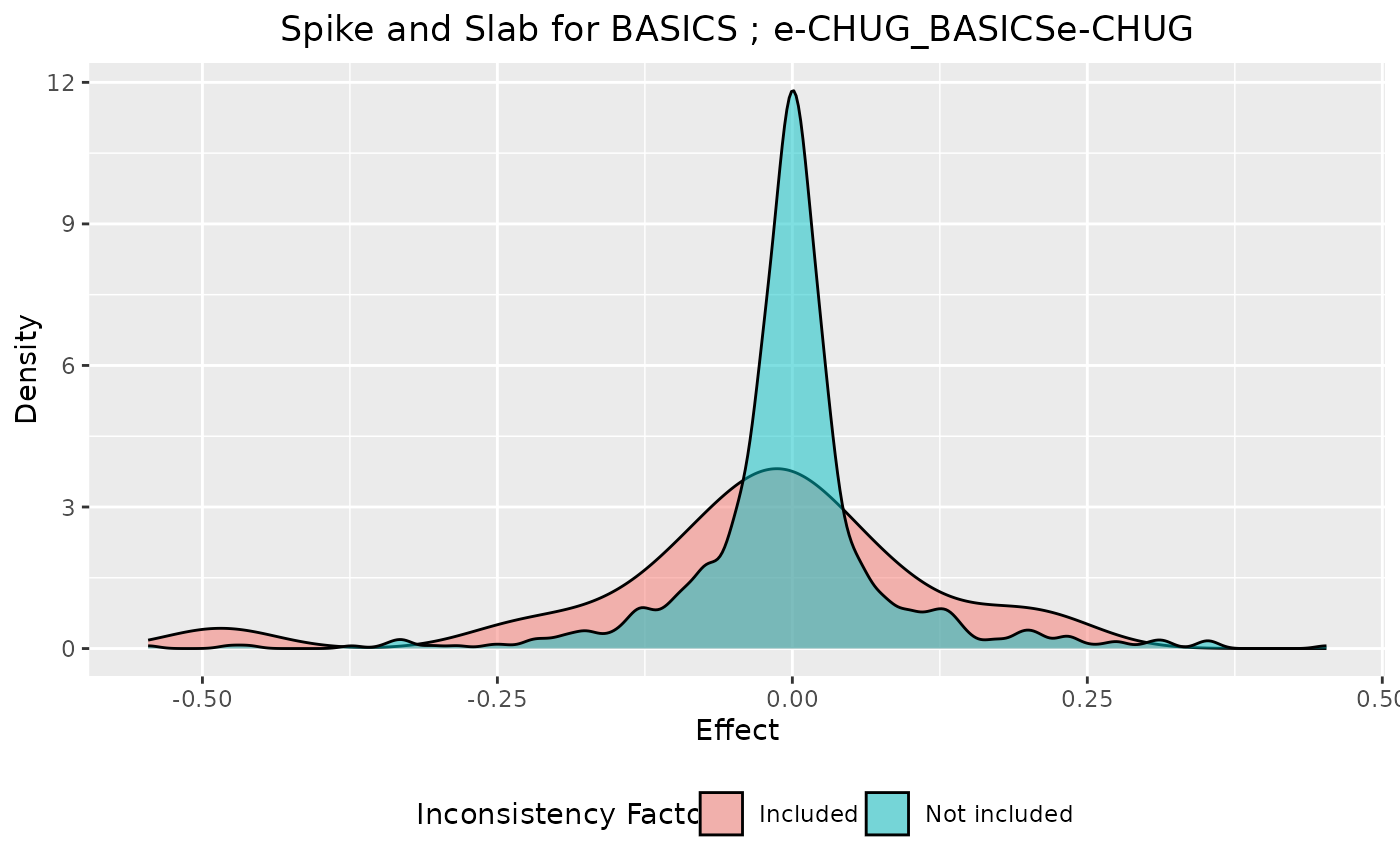 Spike and Slab for BASICS ; e-CHUG_BASICSe-CHUG
12
9
6
3
0
Density
-0.50 -0.25 0.00 0.25 0.50
Effect
Inconsistency Facto Included Not included